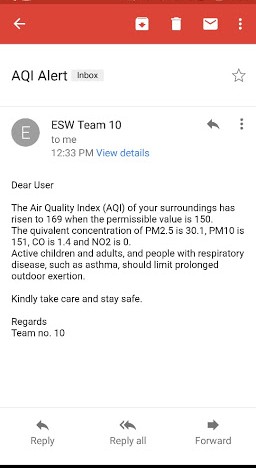 AQI Alert Inbox
E
ESW Team 10
to me
12:33 PM View details
Dear User
The Air Quality Index (AQI) of your surroundings has
risen to 169 when the permissible value is 150.
The quivalent concentration of PM2.5 is 30.1, PM10 is
151, CO is 1.4 and NO2 is 0.
Active children and adults, and people with respiratory
disease, such as asthma, should limit prolonged
outdoor exertion.
Kindly take care and stay safe.
Regards
Team no. 10
Reply Reply all Forward